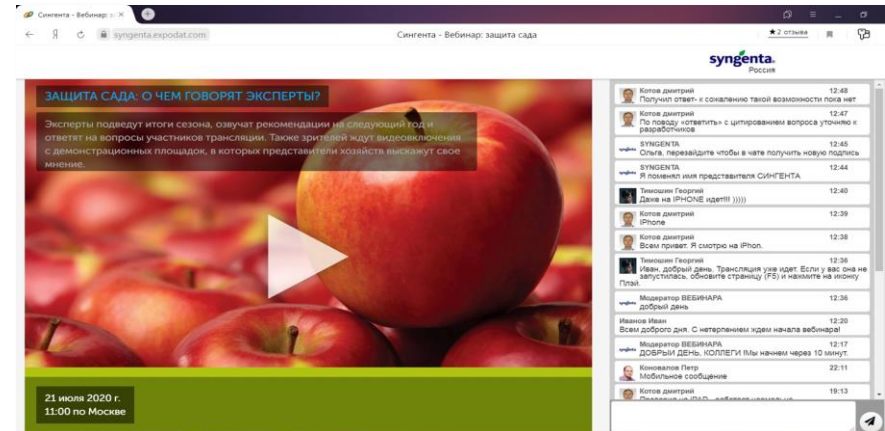 Сингента - Вебинар: за
syngenta.expodat.com
Сингента - Вебинар: защита сада
★2 отзыва
syngenta.
Россия
ЗАЩИТА САДА: О ЧЕМ ГОВОРЯТ ЭКСПЕРТЫ?
Эксперты подведут итоги сезона, озвучат рекомендации на следующий год и
ответят на вопросы участников трансляции. Также зрителей ждут видеовключения
с демонстрационных площадок, в которых представители хозяйств выскажут свое
мнение.
21 июля 2020 г.
11:00 по Москве
Котов дмитрий 12:48
Получил ответ- к сожалению такой возможности пока нет
Котов дмитрий 12:47
По поводу «ответить» с цитированием вопроса уточняю к
разработчиков
SYNGENTA 12:45
Ольга, перезайдите чтобы в чате получить новую подпись
SYNGENTA 12:44
Я поменял имя представителя СИНГЕНТА
Тимошин Георгий 12:40
Даже на IPHONE идет!!! )))))
Котов дмитрий 12:39
iPhone
Котов дмитрий 12:38
Всем привет. Я смотрю на iPhon.
Тимошин Георгий 12:36
Иван, добрый день. Трансляция уже идет. Если у вас она не
запустилась, обновите страницу (F5) и нажмите на иконку
Плэй.
Модератор ВЕБИНАРА 12:36
добрый день
Иванов Иван 12:20
Всем доброго дня. С нетерпением ждем начала вебинара!
Модератор ВЕБИНАРА 12:17
ДОБРЫЙ ДЕНЬ, КОЛЛЕГИ !Мы начнем через 10 минут.
Коновалов Петр 22:11
Мобильное сообщение
Котов дмитрий 19:13